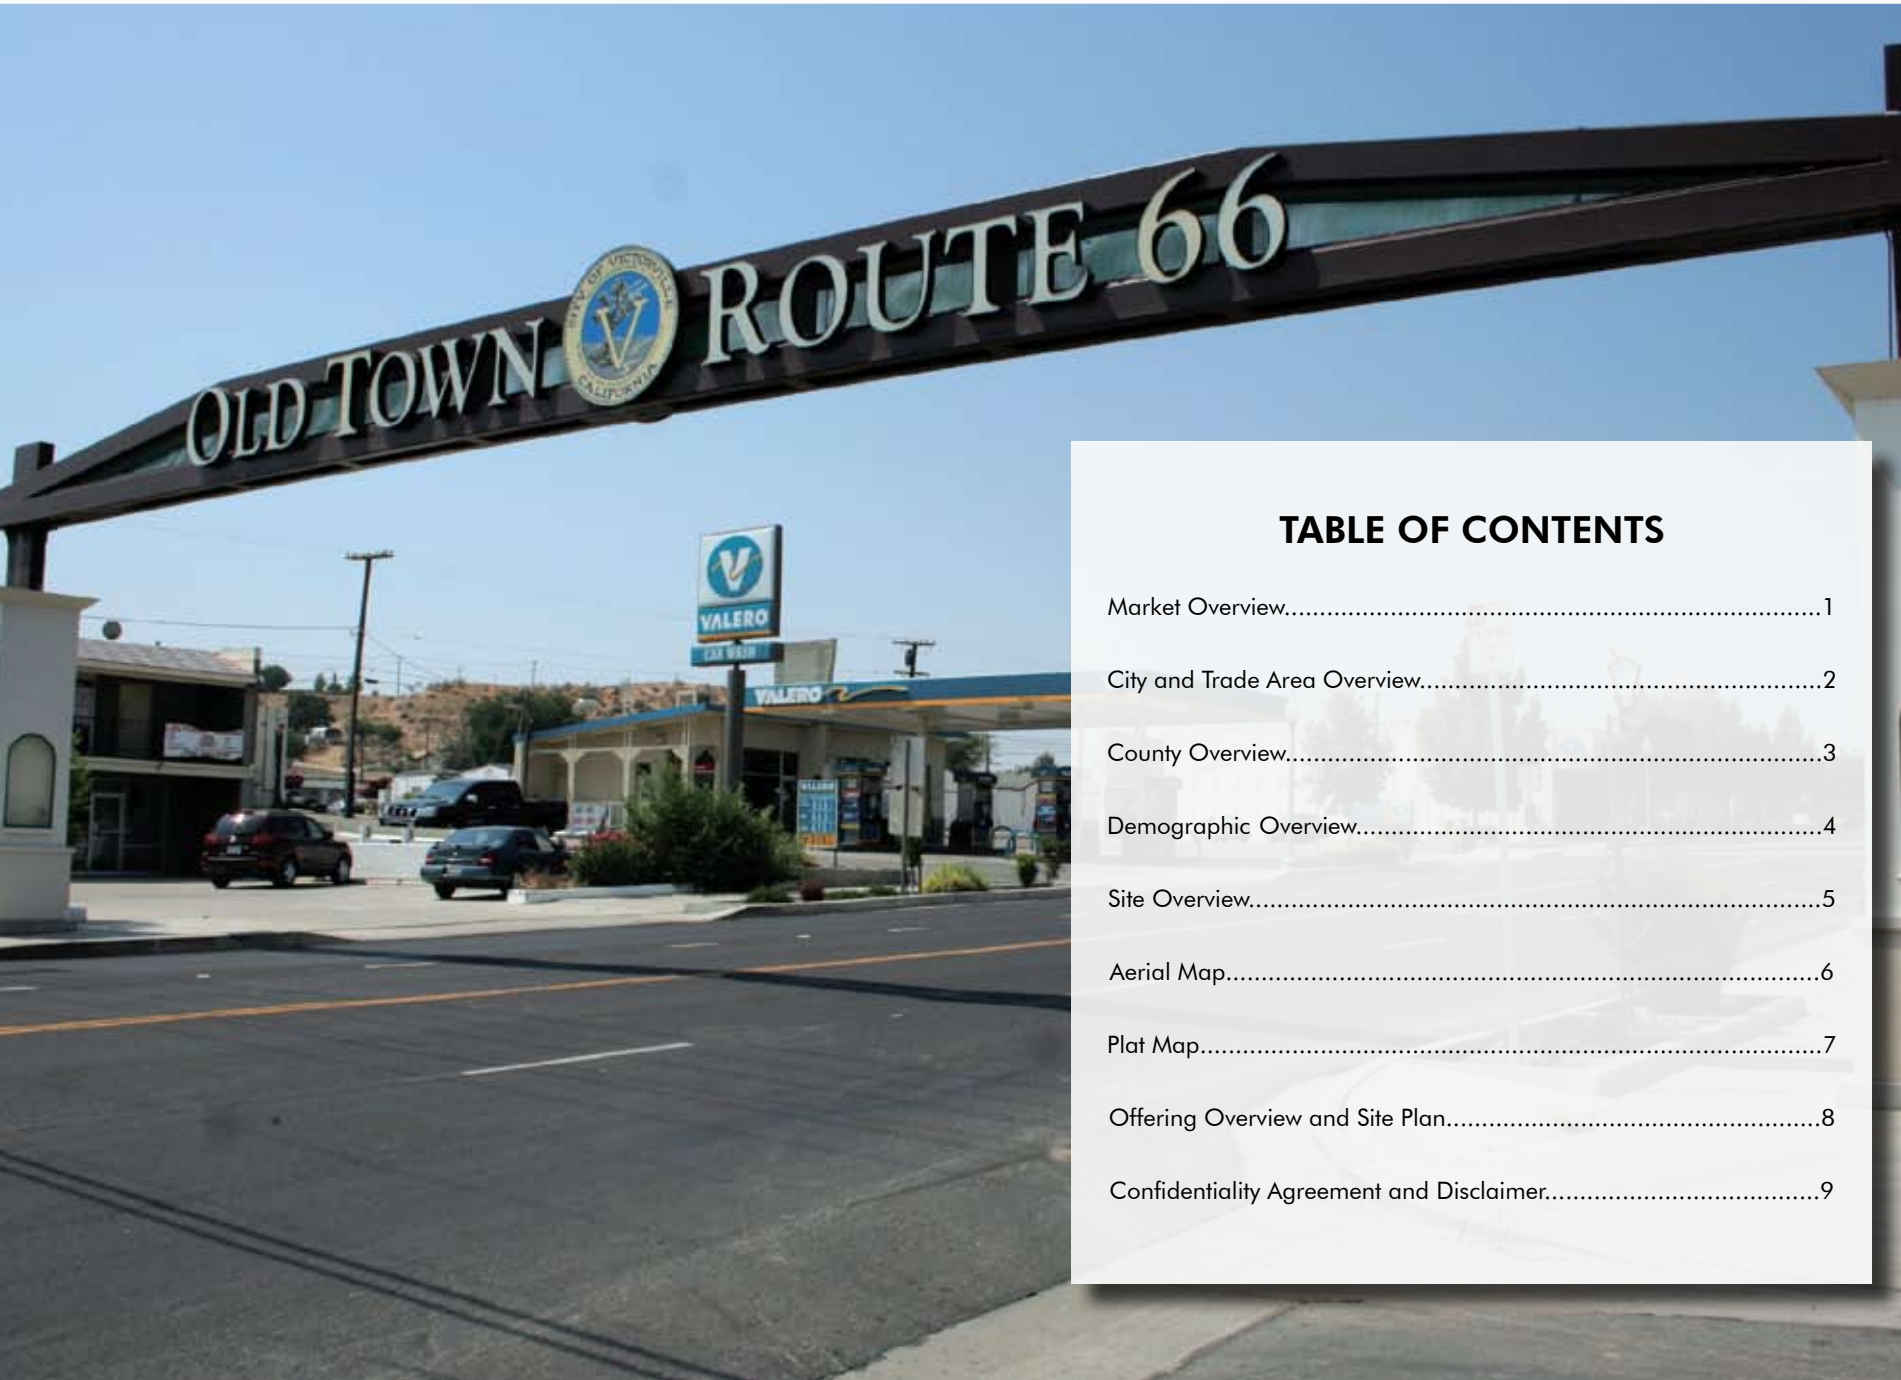 OLD TOWN ROUTE 66
CITY OF VICTORVILLE
V
CALIFORNIA
VALERO
CAR WASH
VALERO
VALERO
TABLE OF CONTENTS
Market Overview............................................................................1
City and Trade Area Overview.........................................................2
County Overview............................................................................3
Demographic Overview..................................................................4
Site Overview.................................................................................5
Aerial Map....................................................................................6
Plat Map........................................................................................7
Offering Overview and Site Plan.....................................................8
Confidentiality Agreement and Disclaimer.......................................9